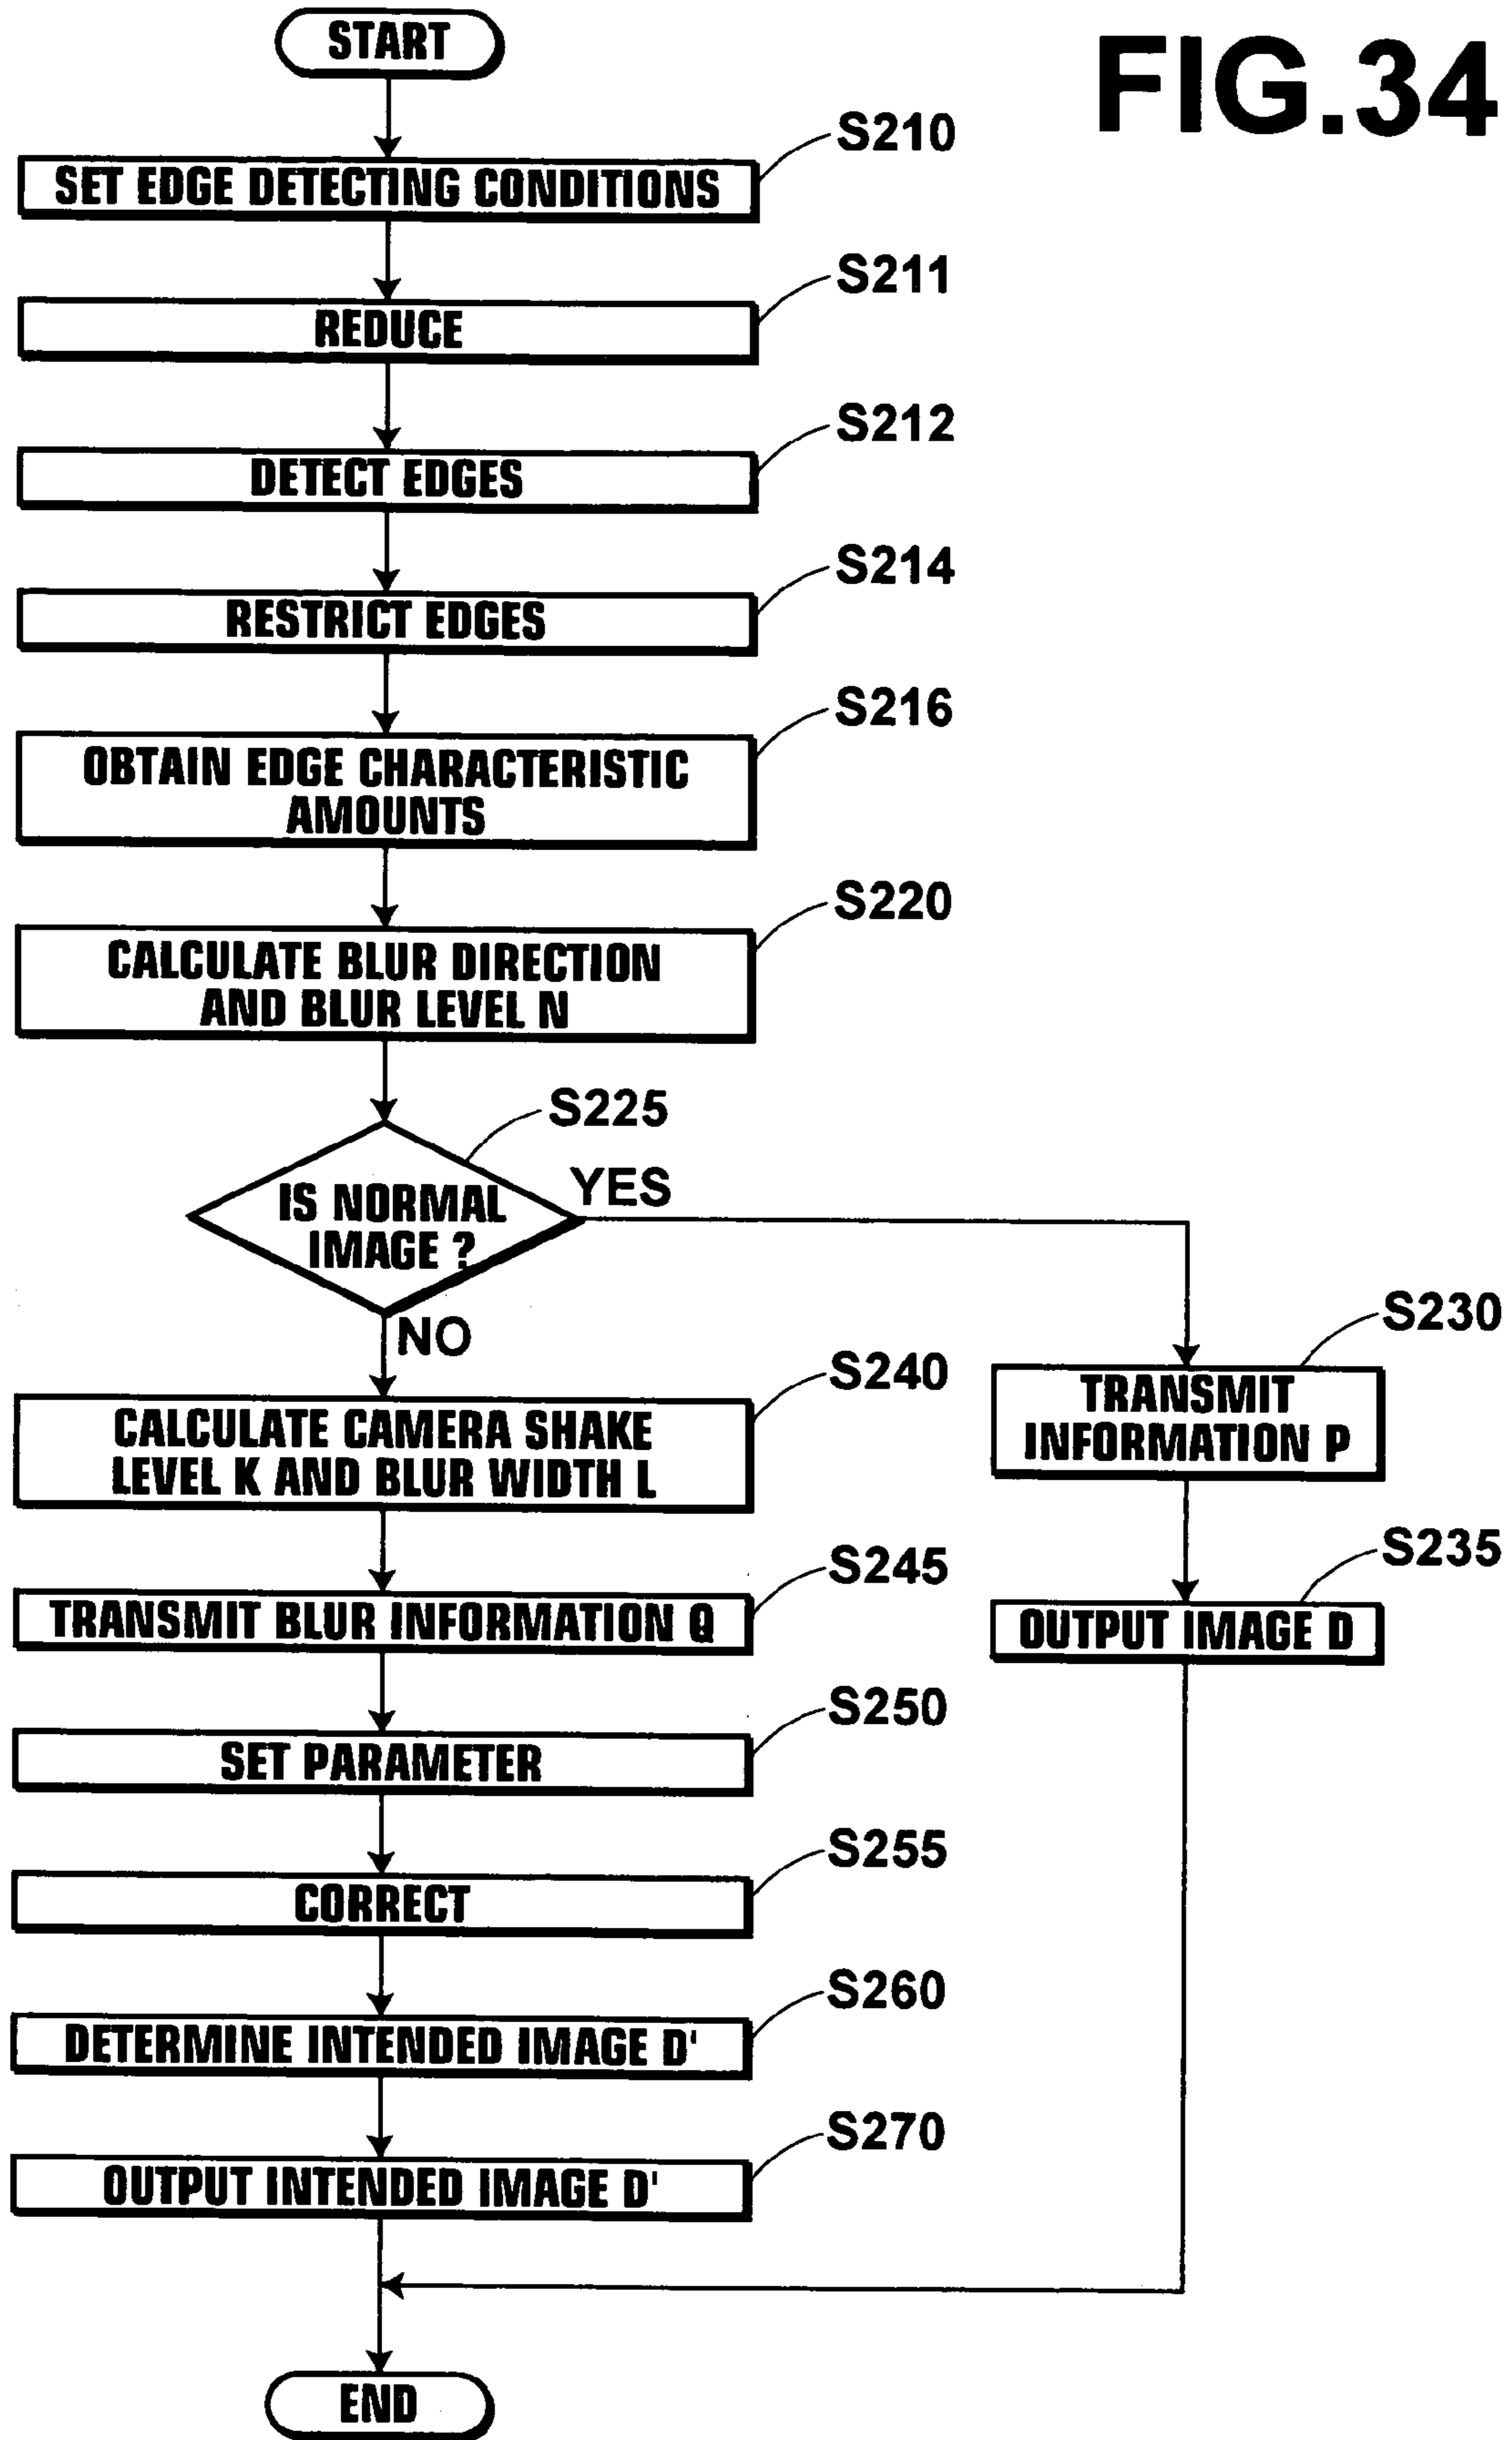 FIG.34
START
S210
SET EDGE DETECTING CONDITIONS
S211
REDUCE
S212
DETECT EDGES
S214
RESTRICT EDGES
S216
OBTAIN EDGE CHARACTERISTIC
AMOUNTS
S220
CALCULATE BLUR DIRECTION
AND BLUR LEVEL N
S225
IS NORMAL
IMAGE ?
YES
NO
S230
TRANSMIT
INFORMATION P
S235
OUTPUT IMAGE D
S240
CALCULATE CAMERA SHAKE
LEVEL K AND BLUR WIDTH L
S245
TRANSMIT BLUR INFORMATION Q
S250
SET PARAMETER
S255
CORRECT
S260
DETERMINE INTENDED IMAGE D'
S270
OUTPUT INTENDED IMAGE D'
END